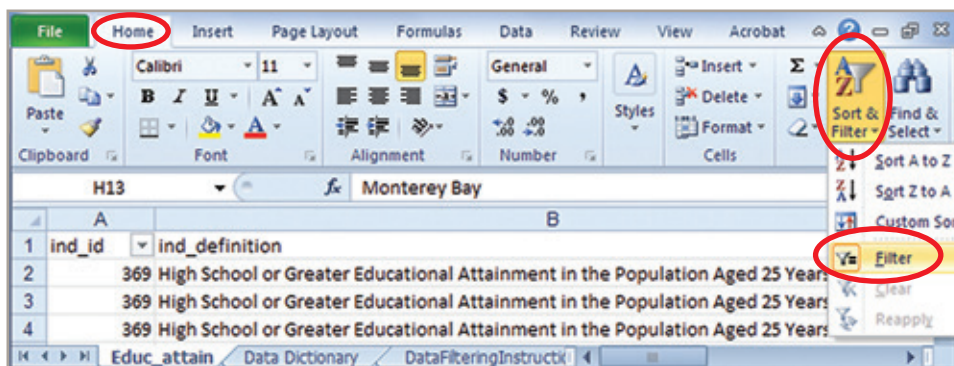 File Home Insert Page Layout Formulas Data Review View Acrobat
Calibri 11 General Insert Σ
Paste B I U A A $ % , Styles Delete Sort & Filter Find & Select
A .00 .00 Format
Clipboard Font Alignment Number Cells
Sort A to Z
H13 fx Monterey Bay
Sort Z to A
A B
Custom Sor
1 ind_id ind_definition
Filter
2 369 High School or Greater Educational Attainment in the Population Aged 25 Years
3 369 High School or Greater Educational Attainment in the Population Aged 25 Years
Clear
4 369 High School or Greater Educational Attainment in the Population Aged 25 Years
Reapply
Educ_attain Data Dictionary DataFilteringInstructi